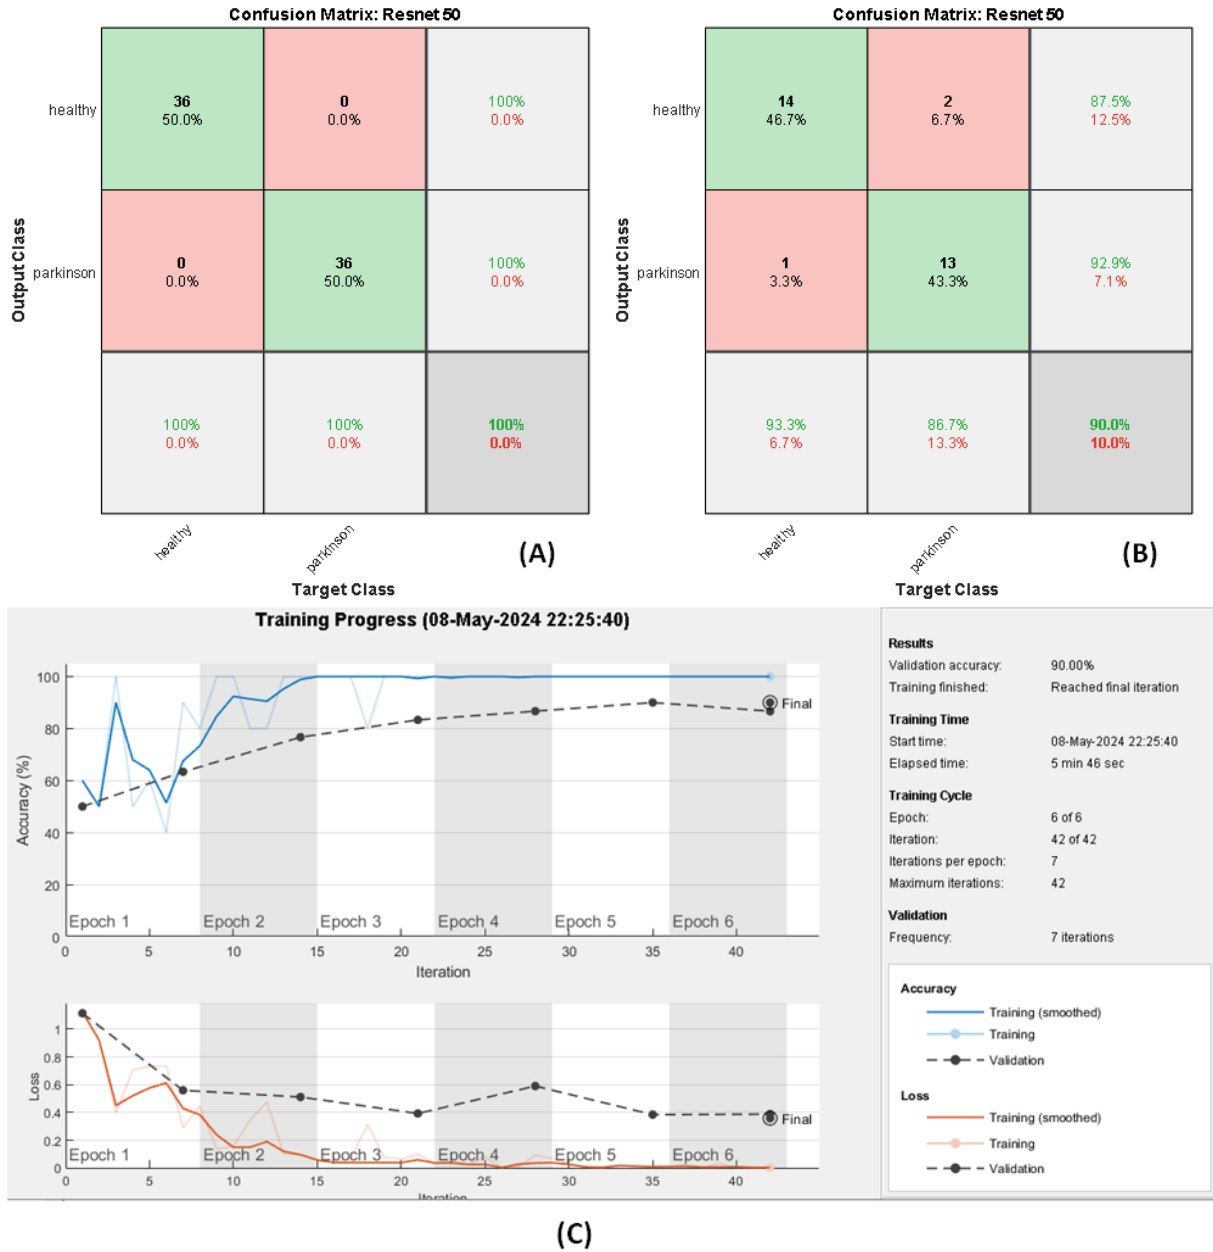 Confusion Matrix: Resnet 50
healthy
36
50.0%
0
0.0%
100%
0.0%
parkinson
0
0.0%
36
50.0%
100%
0.0%
100%
0.0%
100%
0.0%
100%
0.0%
healthy
parkinson
Output Class
Target Class
(A)
Confusion Matrix: Resnet 50
healthy
14
46.7%
2
6.7%
87.5%
12.5%
parkinson
1
3.3%
13
43.3%
92.9%
7.1%
93.3%
6.7%
86.7%
13.3%
90.0%
10.0%
healthy
parkinson
Output Class
Target Class
(B)
Training Progress (08-May-2024 22:25:40)
100
80
60
40
20
0
Accuracy (%)
Final
Epoch 1
Epoch 2
Epoch 3
Epoch 4
Epoch 5
Epoch 6
0
5
10
15
20
25
30
35
40
Iteration
1
0.8
0.6
0.4
0.2
0
Loss
Final
Epoch 1
Epoch 2
Epoch 3
Epoch 4
Epoch 5
Epoch 6
0
5
10
15
20
25
30
35
40
Iteration
Results
Validation accuracy: 90.00%
Training finished: Reached final iteration
Training Time
Start time: 08-May-2024 22:25:40
Elapsed time: 5 min 46 sec
Training Cycle
Epoch: 6 of 6
Iteration: 42 of 42
Iterations per epoch: 7
Maximum iterations: 42
Validation
Frequency: 7 iterations
Accuracy
Training (smoothed)
Training
Validation
Loss
Training (smoothed)
Training
Validation
(C)